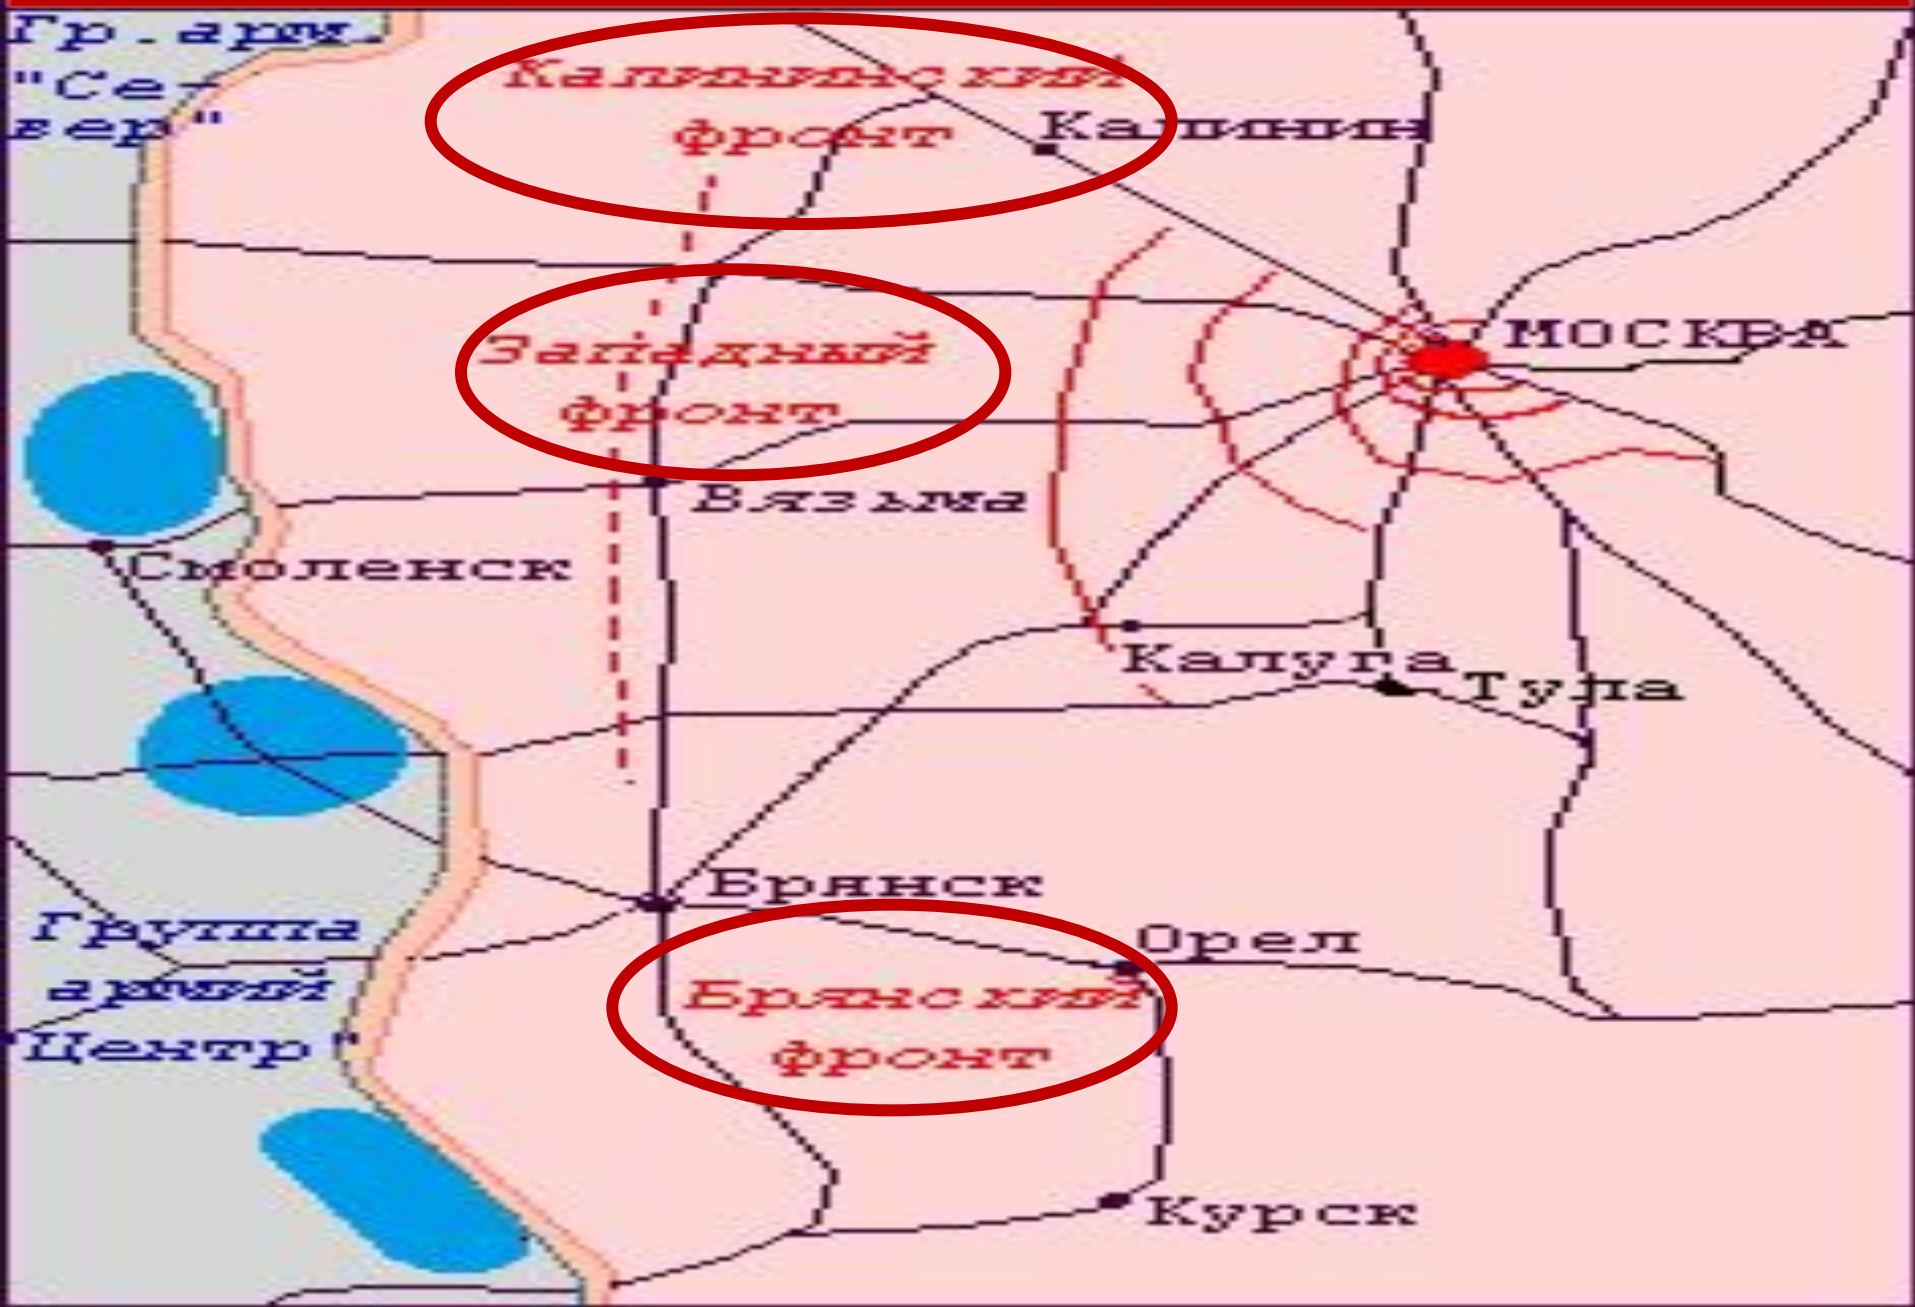 Гр.арм.
"Се-
вер"
Калининский
фронт
Калинин
Западный
фронт
МОСКВА
Вязьма
Смоленск
Калуга
Тула
Брянск
Группа
армий
"Центр"
Орел
Брянский
фронт
Курск